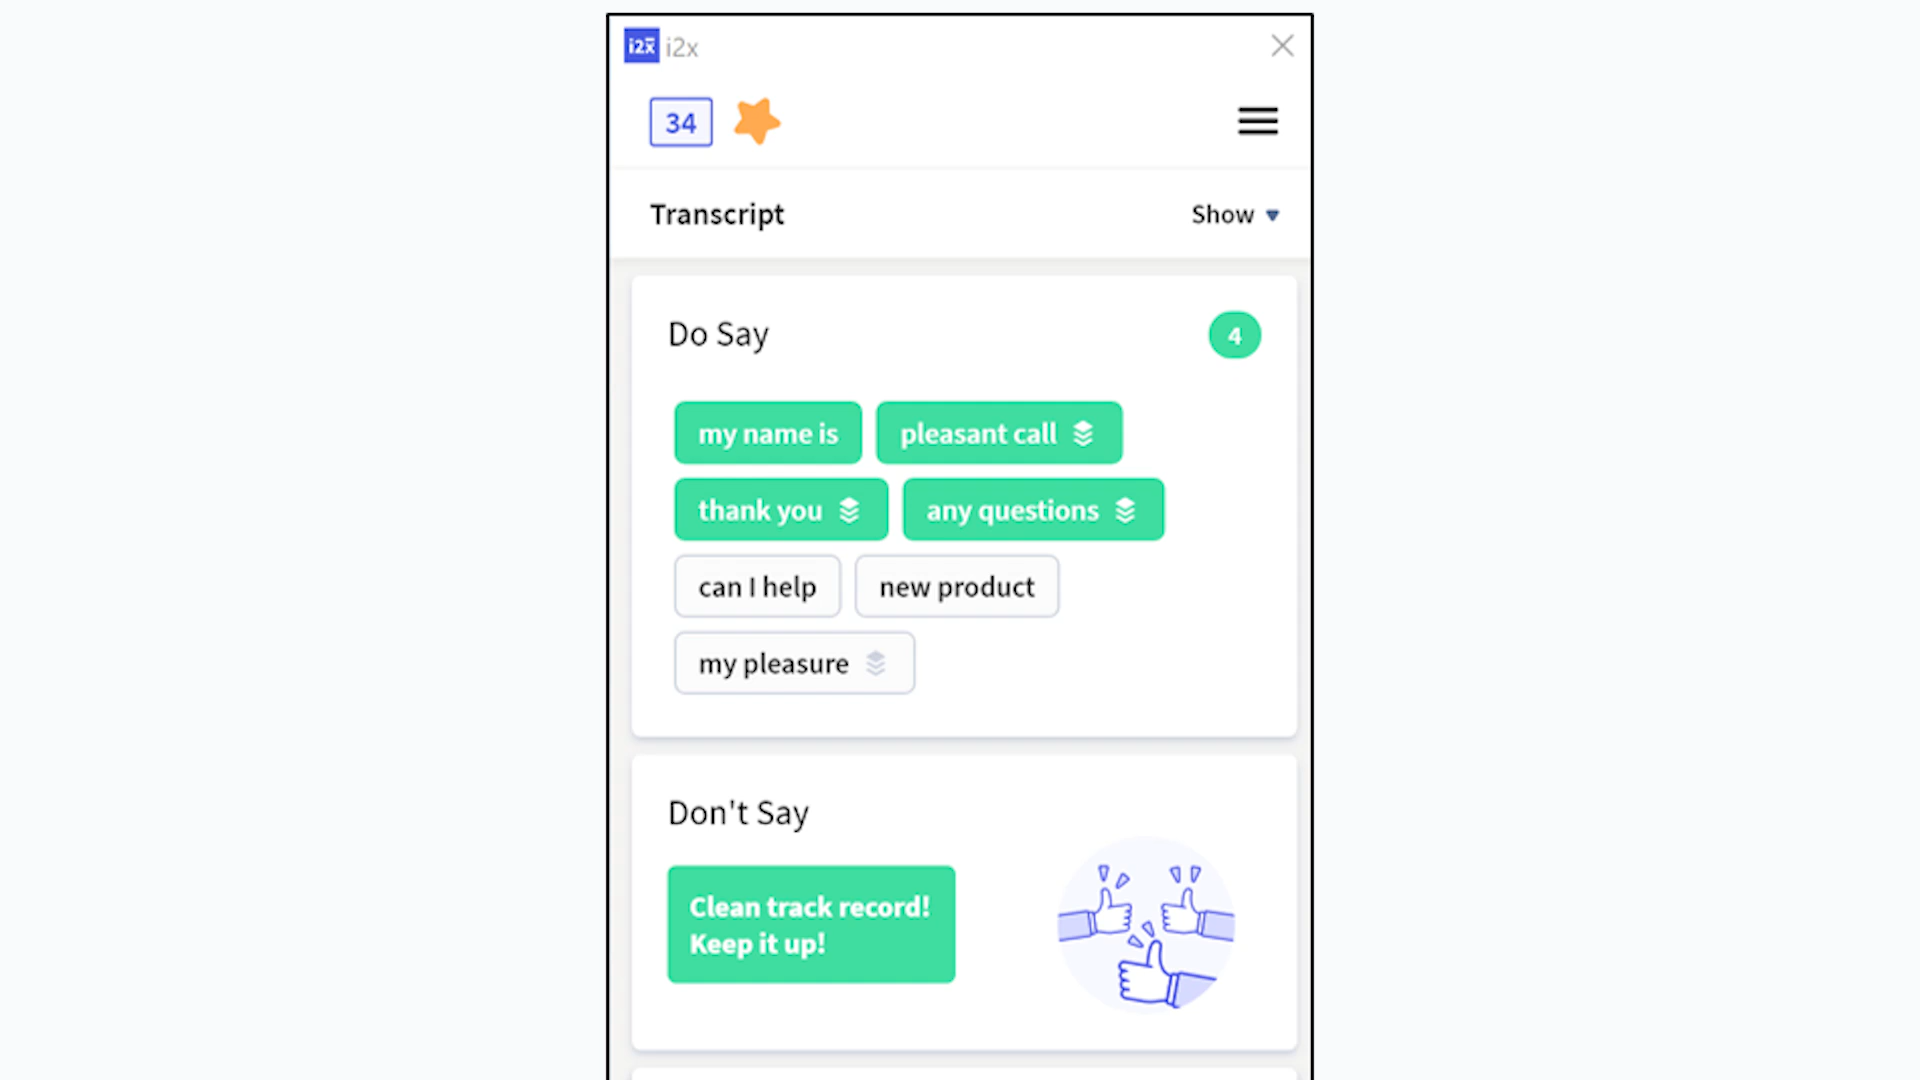 i2x i2x
34
Transcript Show
Do Say 4
my name is pleasant call
thank you any questions
can I help new product
my pleasure
Don't Say
Clean track record!
Keep it up!